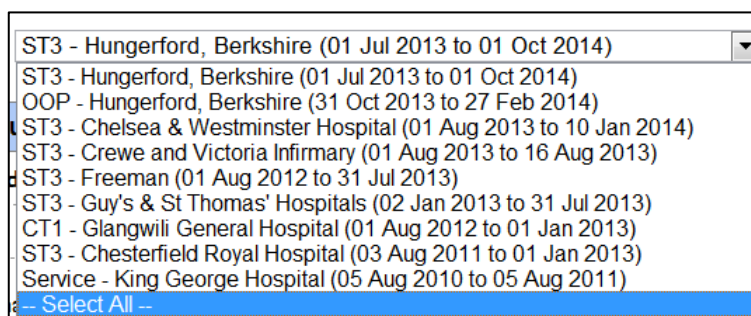 ST3 - Hungerford, Berkshire (01 Jul 2013 to 01 Oct 2014)
ST3 - Hungerford, Berkshire (01 Jul 2013 to 01 Oct 2014)
OOP - Hungerford, Berkshire (31 Oct 2013 to 27 Feb 2014)
ST3 - Chelsea & Westminster Hospital (01 Aug 2013 to 10 Jan 2014)
ST3 - Crewe and Victoria Infirmary (01 Aug 2013 to 16 Aug 2013)
ST3 - Freeman (01 Aug 2012 to 31 Jul 2013)
ST3 - Guy's & St Thomas' Hospitals (02 Jan 2013 to 31 Jul 2013)
CT1 - Glangwili General Hospital (01 Aug 2012 to 01 Jan 2013)
ST3 - Chesterfield Royal Hospital (03 Aug 2011 to 01 Jan 2013)
Service - King George Hospital (05 Aug 2010 to 05 Aug 2011)
-- Select All --